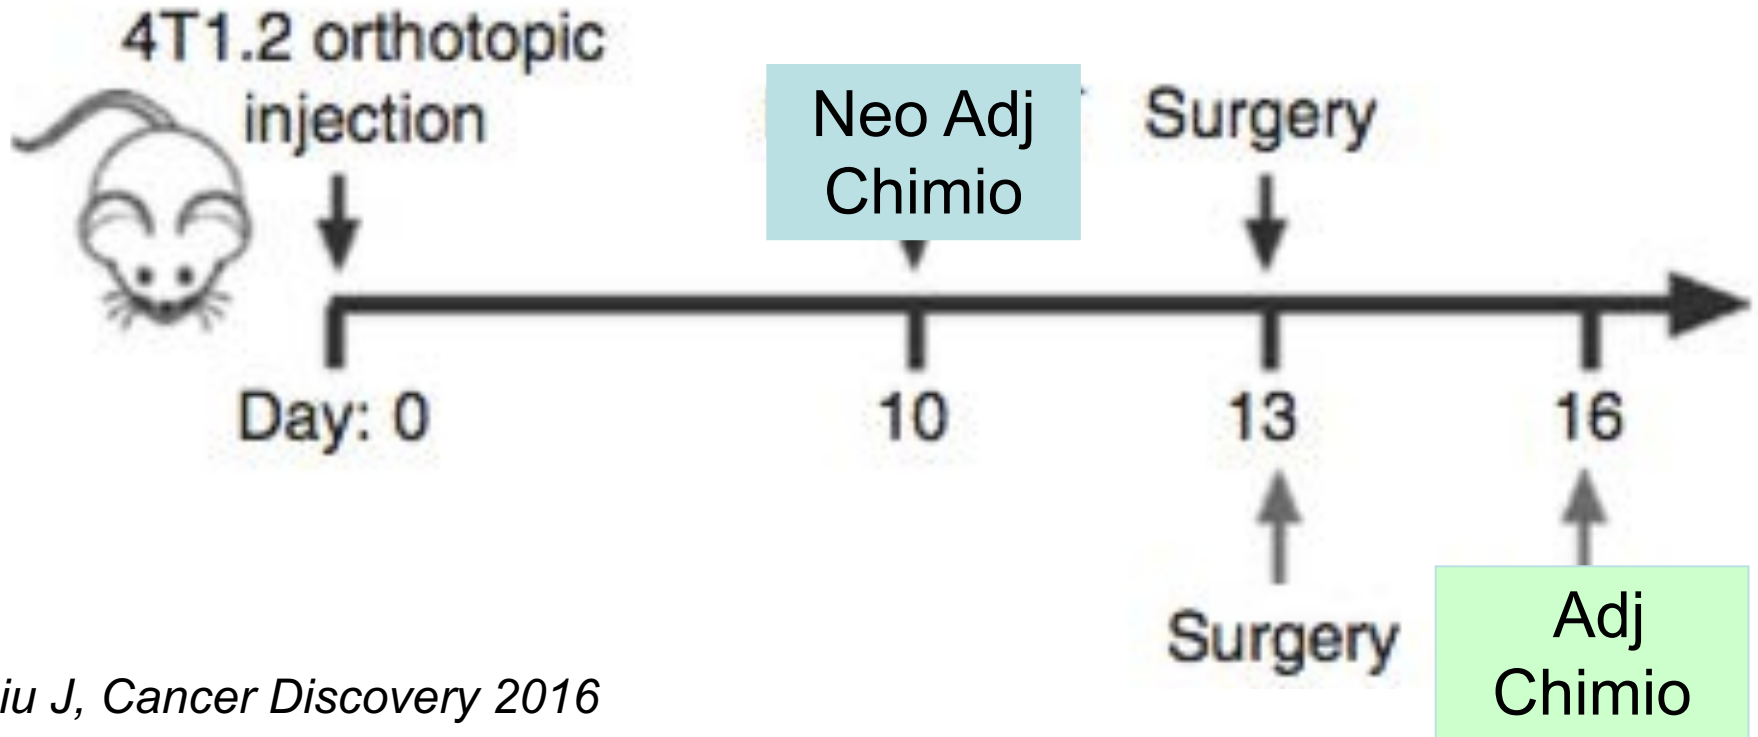 4T1.2 orthotopic
injection
Neo Adj
Chimio
Surgery
Day: 0
10
13
16
Surgery
Adj
Chimio
iu J, Cancer Discovery 2016